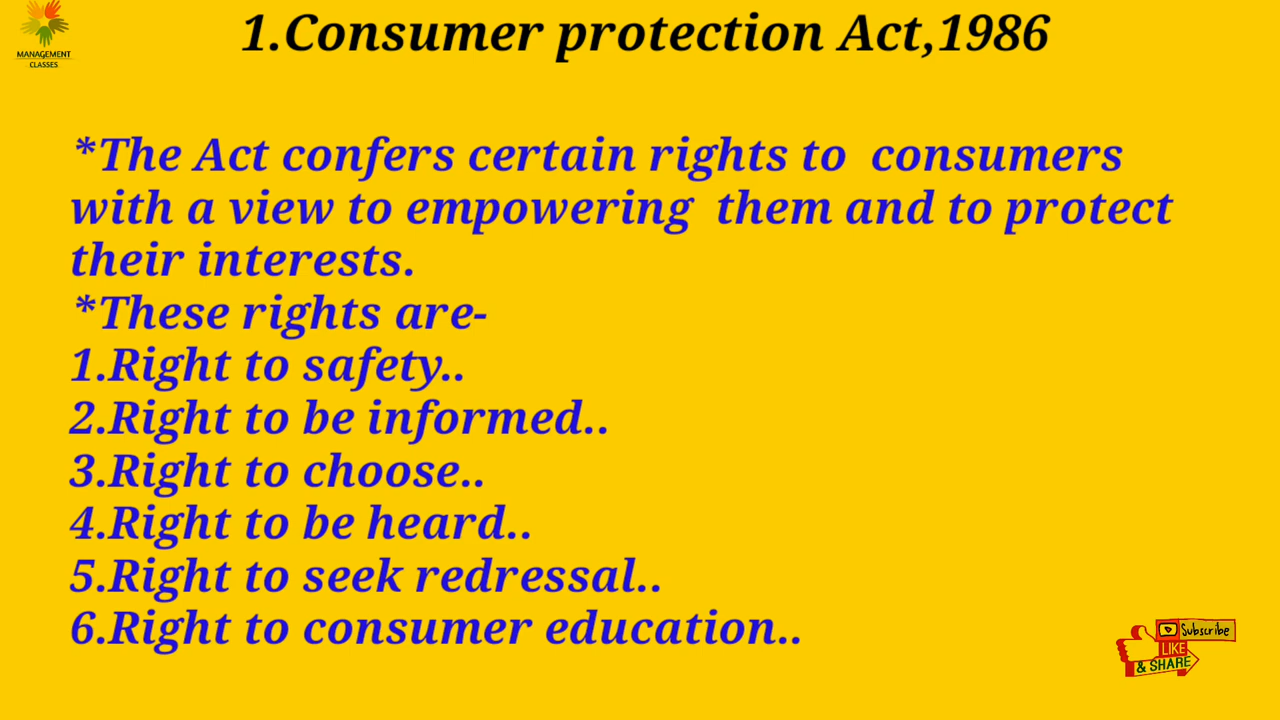 MANAGEMENT
CLASSES
1.Consumer protection Act,1986
*The Act confers certain rights to consumers
with a view to empowering them and to protect
their interests.
*These rights are-
1.Right to safety..
2.Right to be informed..
3.Right to choose..
4.Right to be heard..
5.Right to seek redressal..
6.Right to consumer education..
Subscribe
LIKE
& SHARE